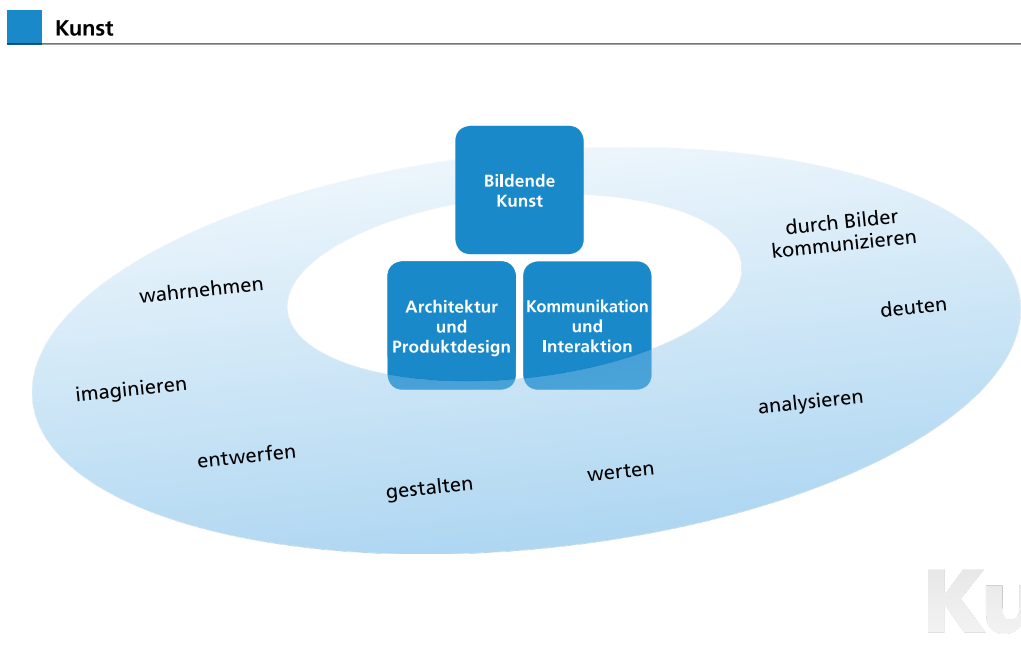 Kunst
Bildende
Kunst
Architektur
und
Produktdesign
Kommunikation
und
Interaktion
wahrnehmen
imaginieren
entwerfen
gestalten
werten
analysieren
deuten
durch Bilder
kommunizieren
Ku